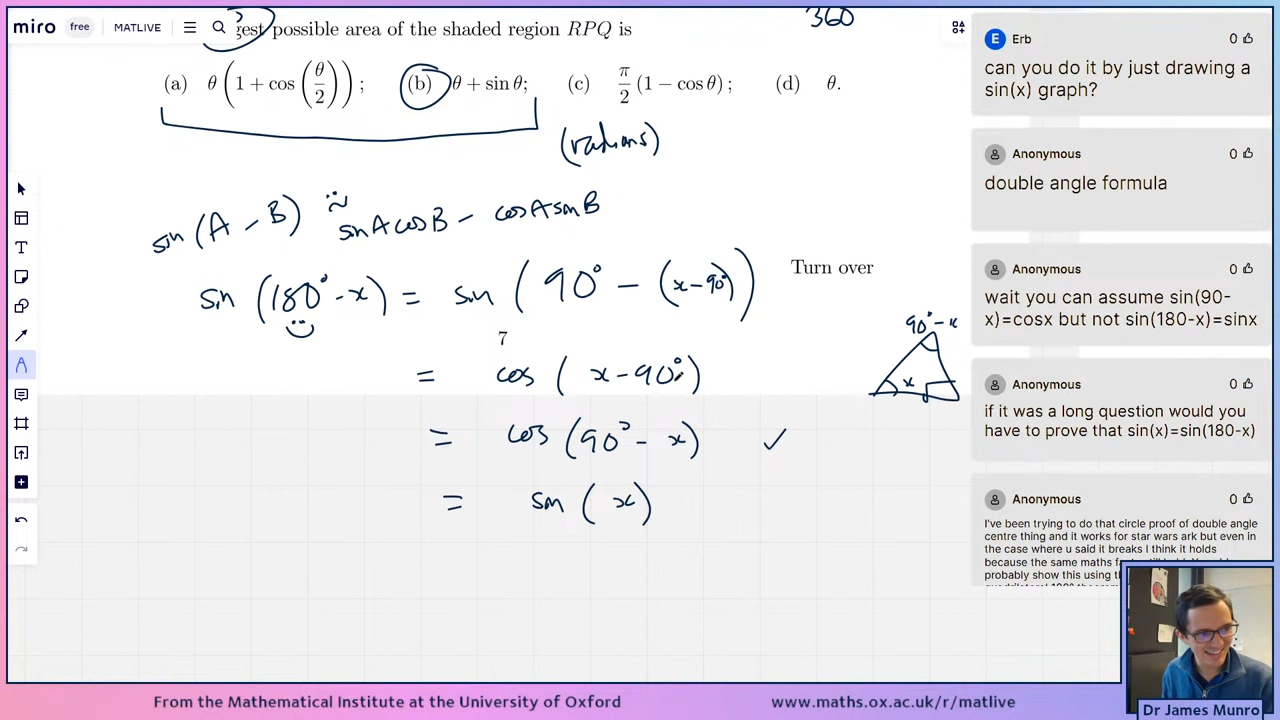 miro free MATLIVE
360
gest possible area of the shaded region RPQ is
(a) θ(1 + cos(θ/2)); (b) θ + sin θ; (c) π/2 (1 − cos θ); (d) θ.
(radians)
sin(A − B) ≈ sinAcosB − cosAsinB
sin(180° − x) = sin(90° − (x − 90°))
Turn over
7
= cos(x − 90°)
= cos(90° − x) ✓
= sin(x)
90° − x
x
E Erb 0
can you do it by just drawing a
sin(x) graph?
Anonymous 0
double angle formula
Anonymous 0
wait you can assume sin(90-
x)=cosx but not sin(180-x)=sinx
Anonymous 0
if it was a long question would you
have to prove that sin(x)=sin(180-x)
Anonymous 0
I've been trying to do that circle proof of double angle
centre thing and it works for star wars ark but even in
the case where u said it breaks I think it holds
because the same maths
probably show this using
From the Mathematical Institute at the University of Oxford
www.maths.ox.ac.uk/r/matlive
Dr James Munro